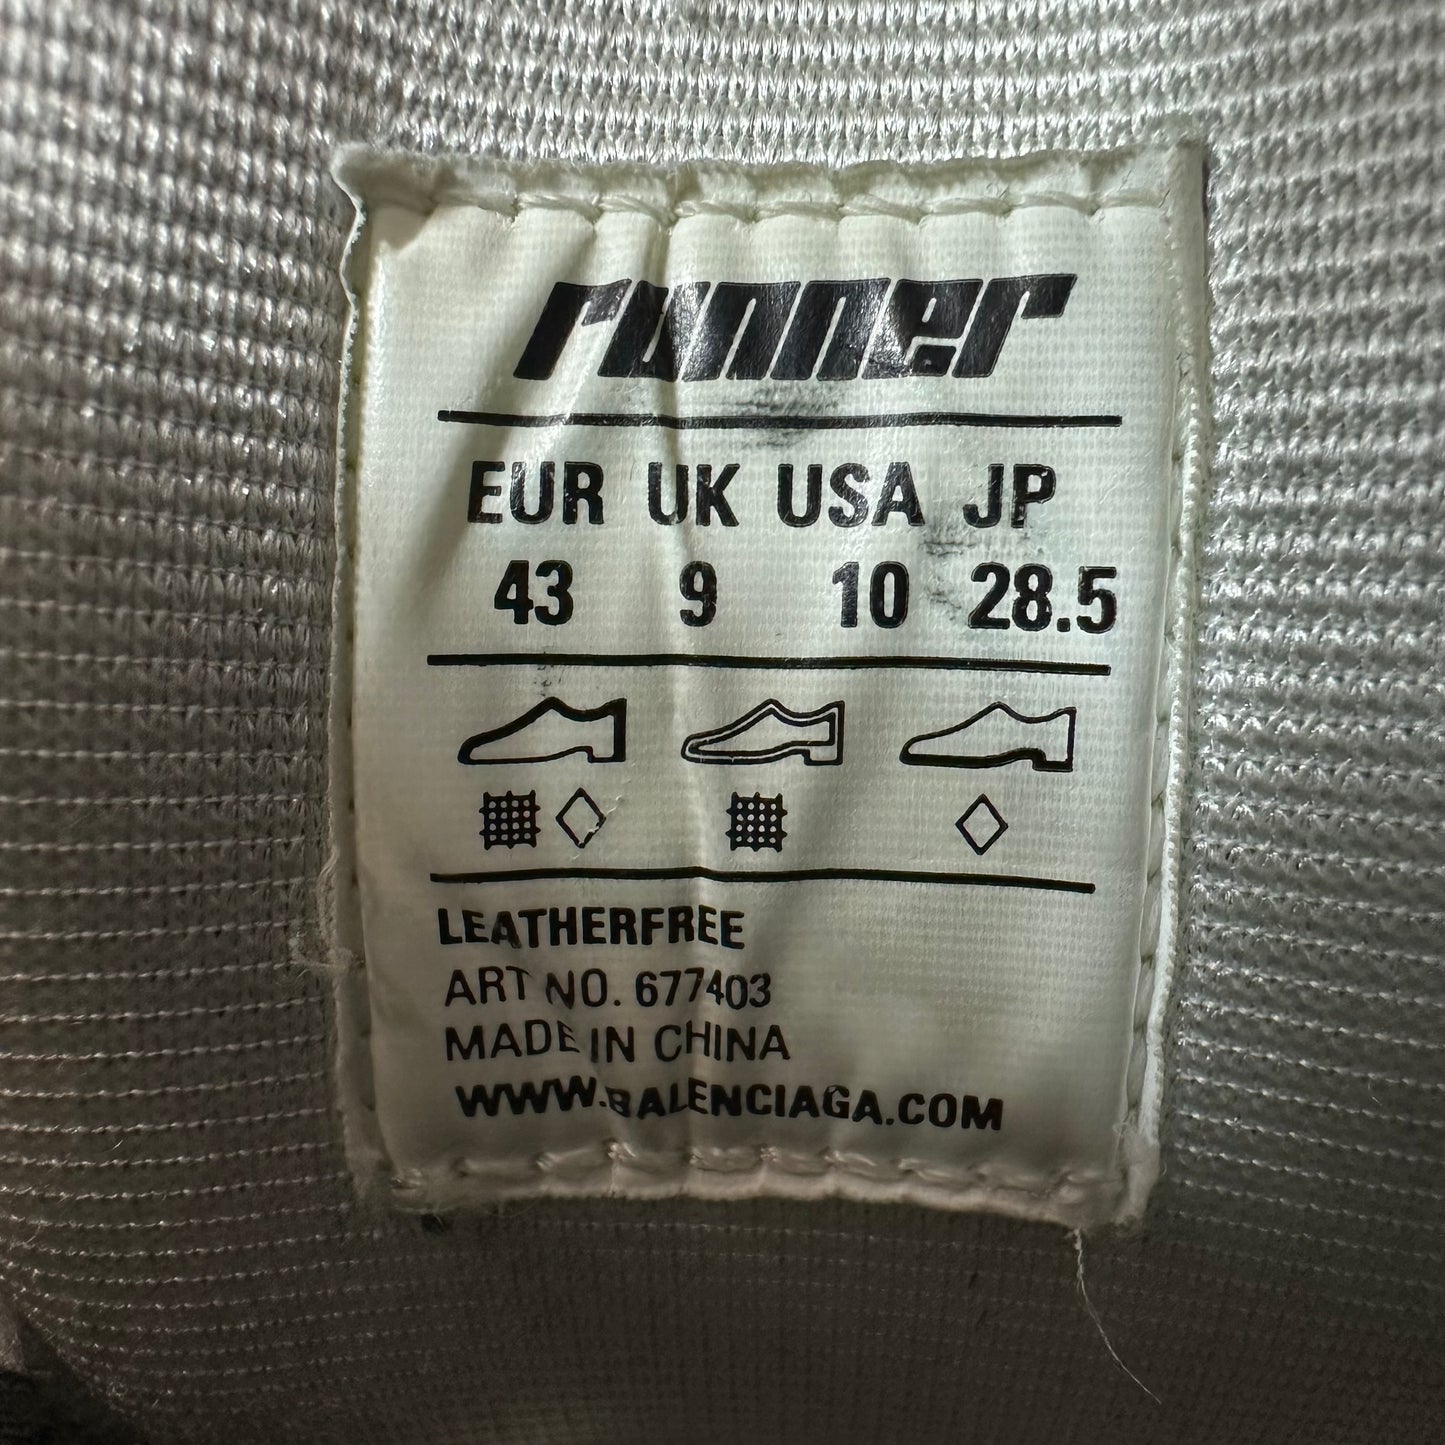 runner
EUR UK USA JP
43 9 10 28.5
LEATHERFREE
ART NO. 677403
MADE IN CHINA
WWW.BALENCIAGA.COM